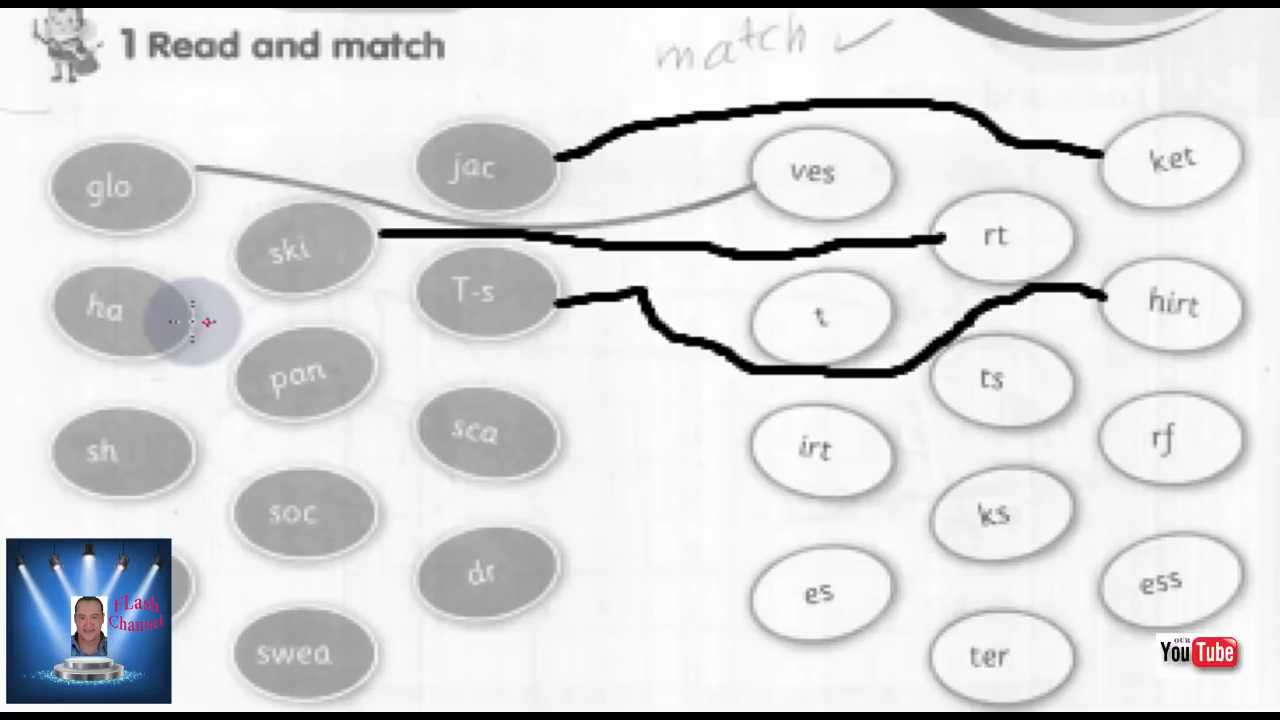 1 Read and match
match ✓
jac
ves
ket
glo
ski
rt
ha
T-s
t
hirt
pan
ts
sh
sca
irt
rf
soc
ks
dr
es
ess
swea
ter
FLash
Channel
OUR
YouTube